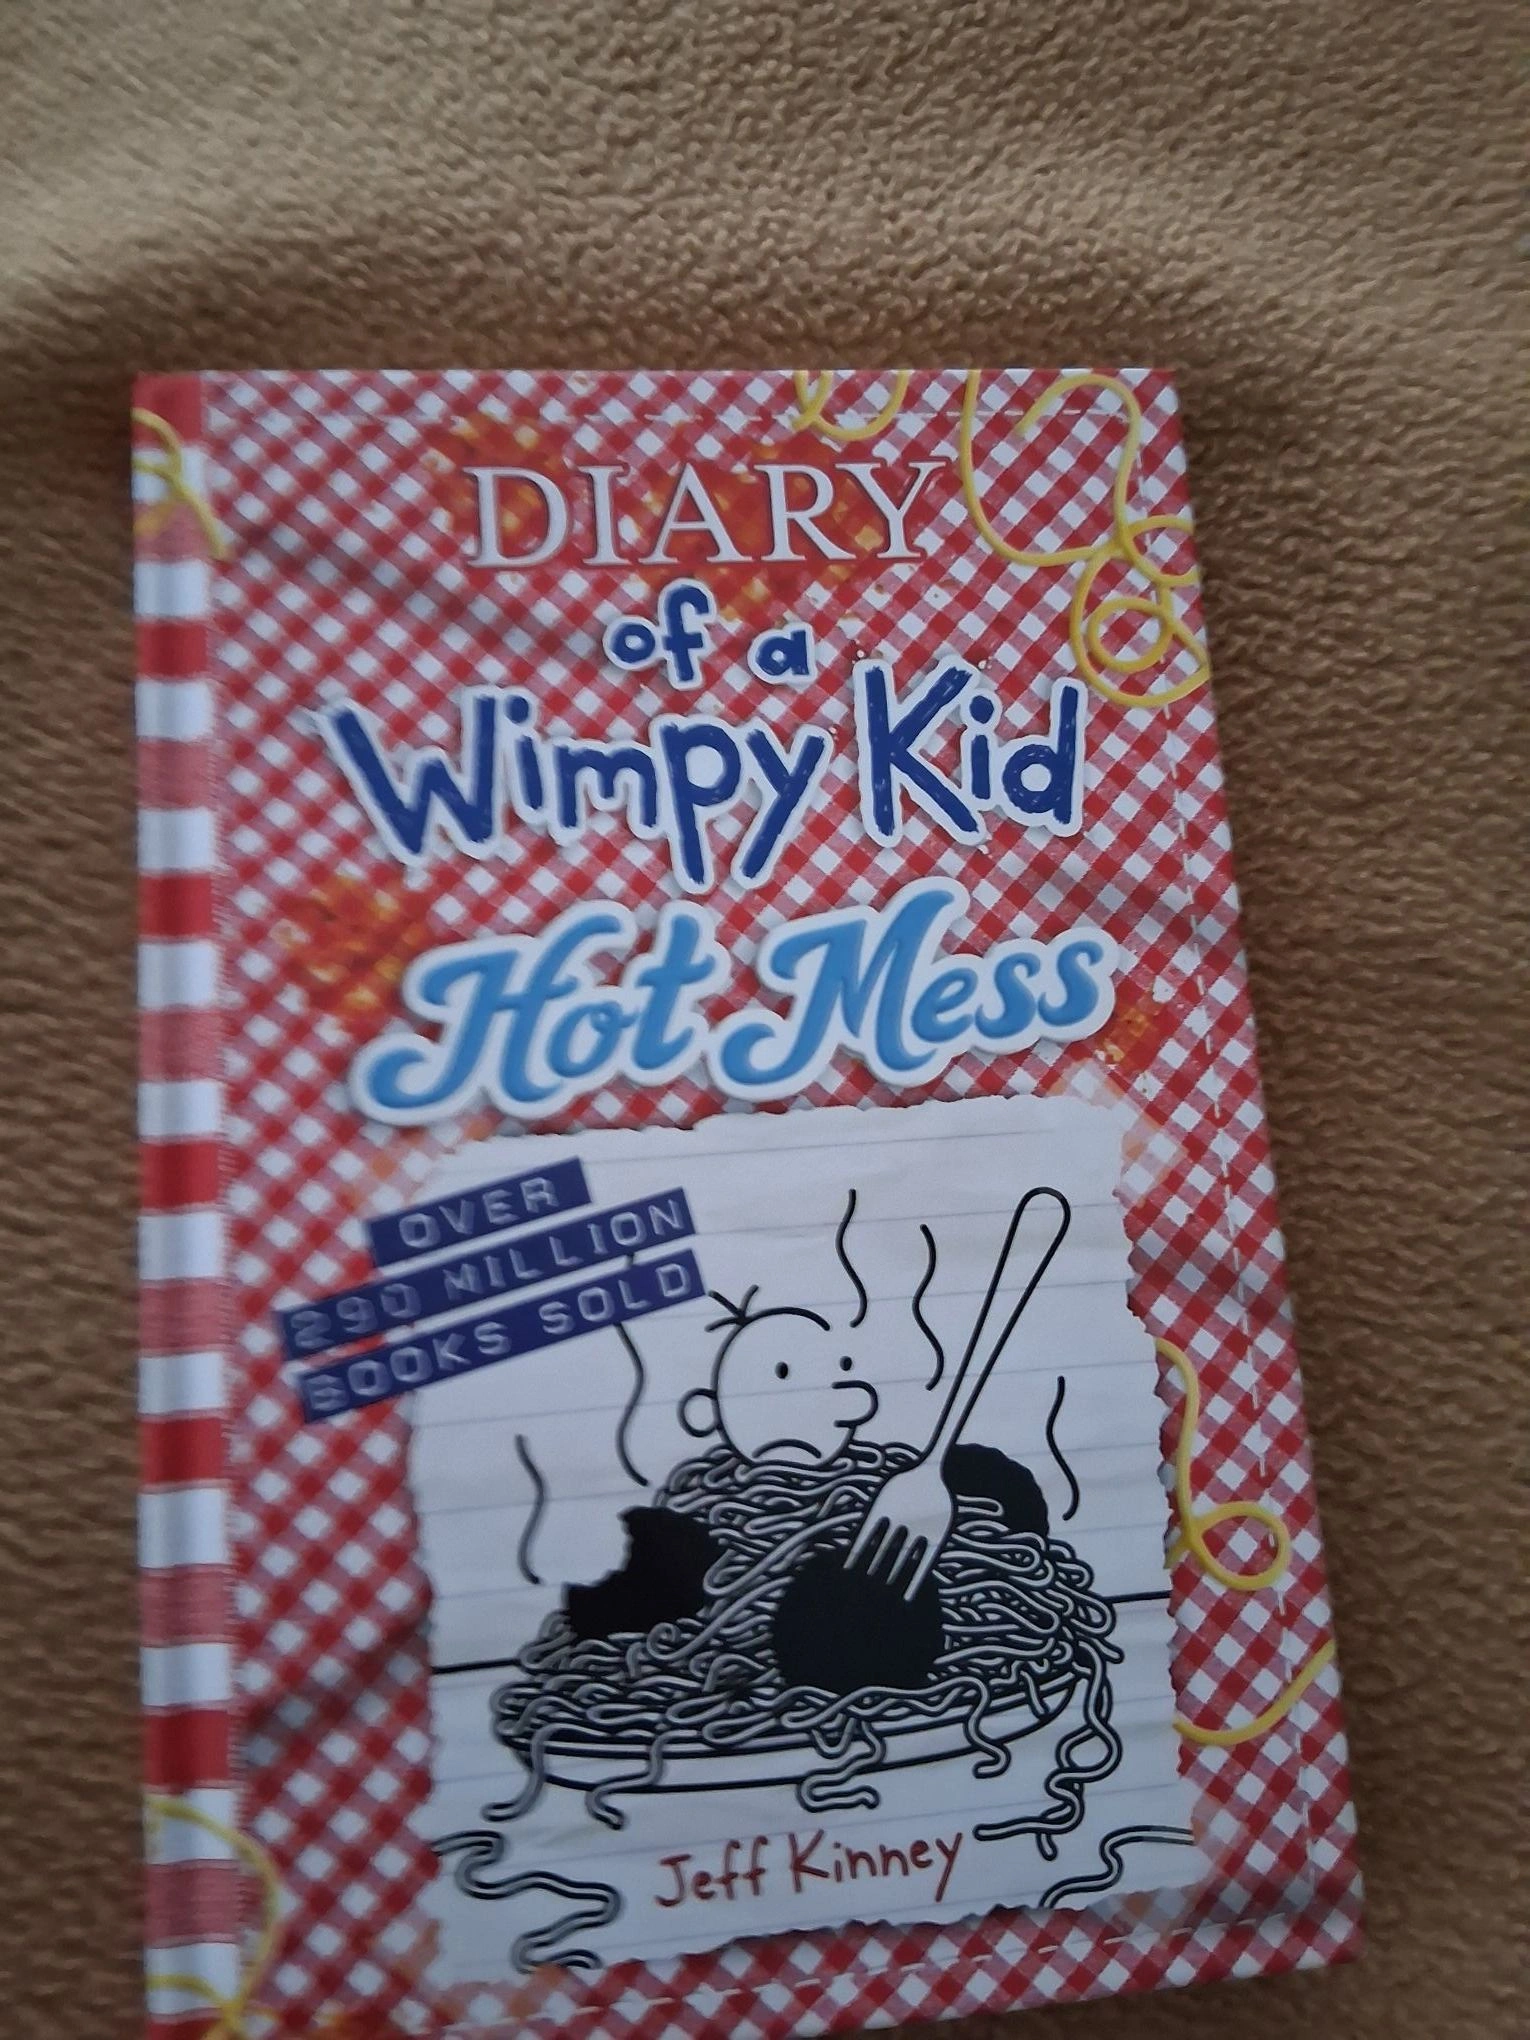 DIARY
of a
Wimpy Kid
Hot Mess
OVER
290 MILLION
BOOKS SOLD
Jeff Kinney